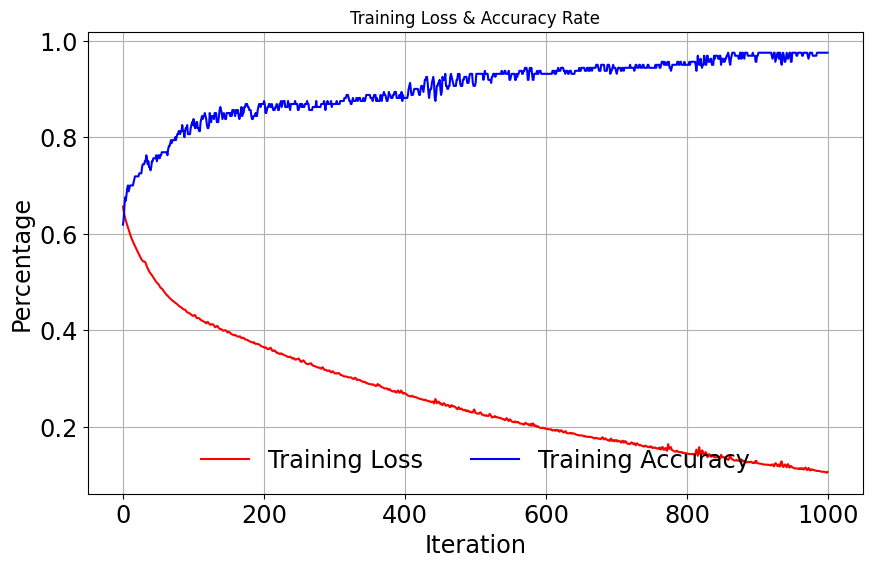 Training Loss & Accuracy Rate
1.0
0.8
0.6
0.4
0.2
Percentage
Training Loss
Training Accuracy
0
200
400
600
800
1000
Iteration